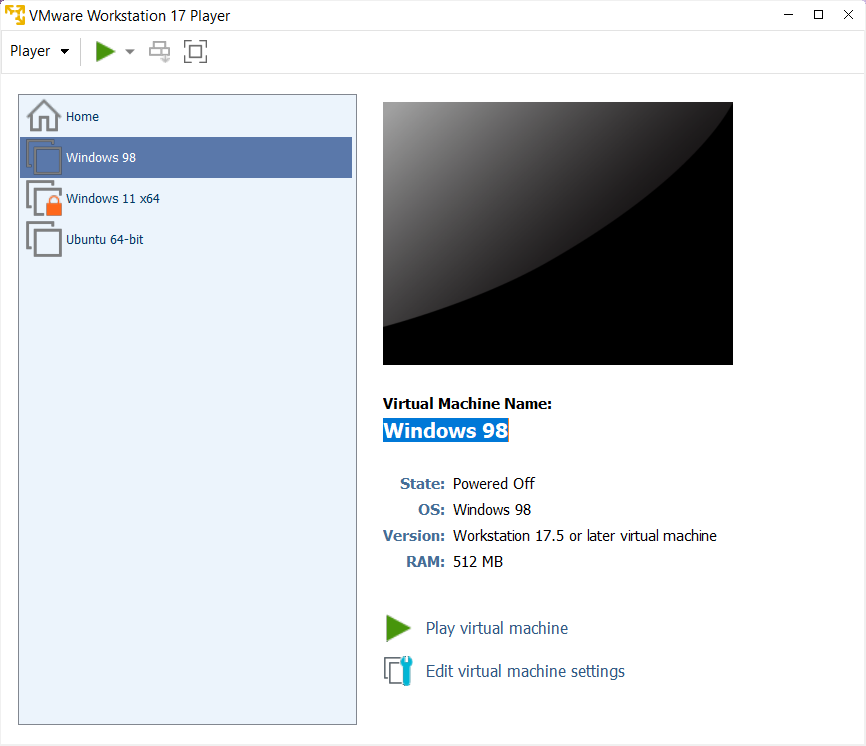 VMware Workstation 17 Player
Player
Home
Windows 98
Windows 11 x64
Ubuntu 64-bit
Virtual Machine Name:
Windows 98
State: Powered Off
OS: Windows 98
Version: Workstation 17.5 or later virtual machine
RAM: 512 MB
Play virtual machine
Edit virtual machine settings